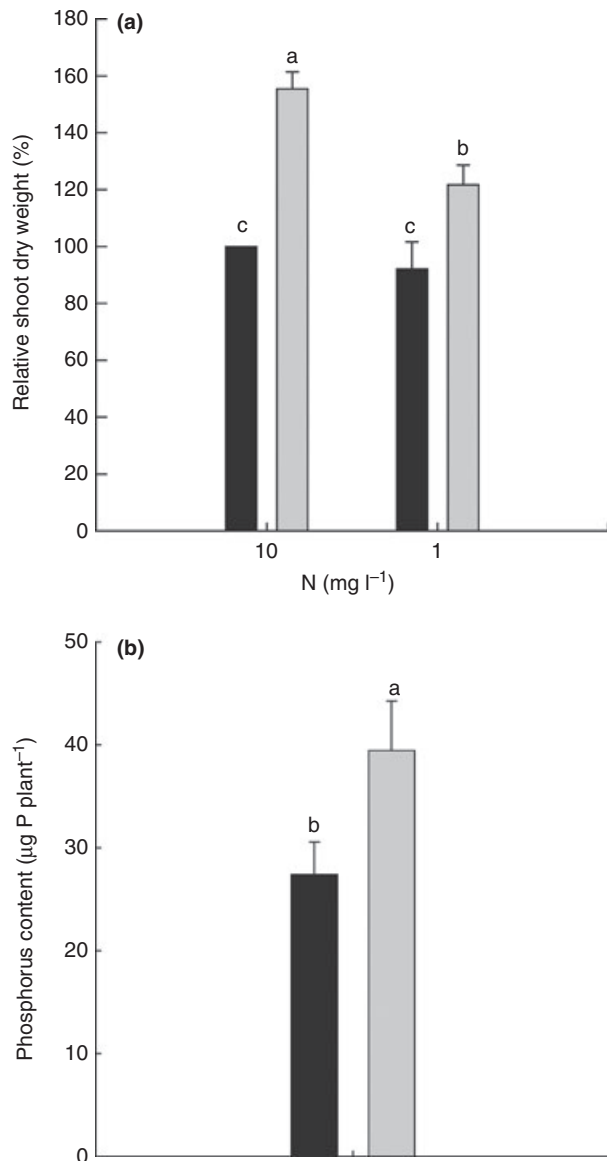 (a)
Relative shoot dry weight (%)
180
160
140
120
100
80
60
40
20
0
c
a
c
b
10
1
N (mg l⁻¹)
(b)
Phosphorus content (µg P plant⁻¹)
50
40
30
20
10
0
b
a